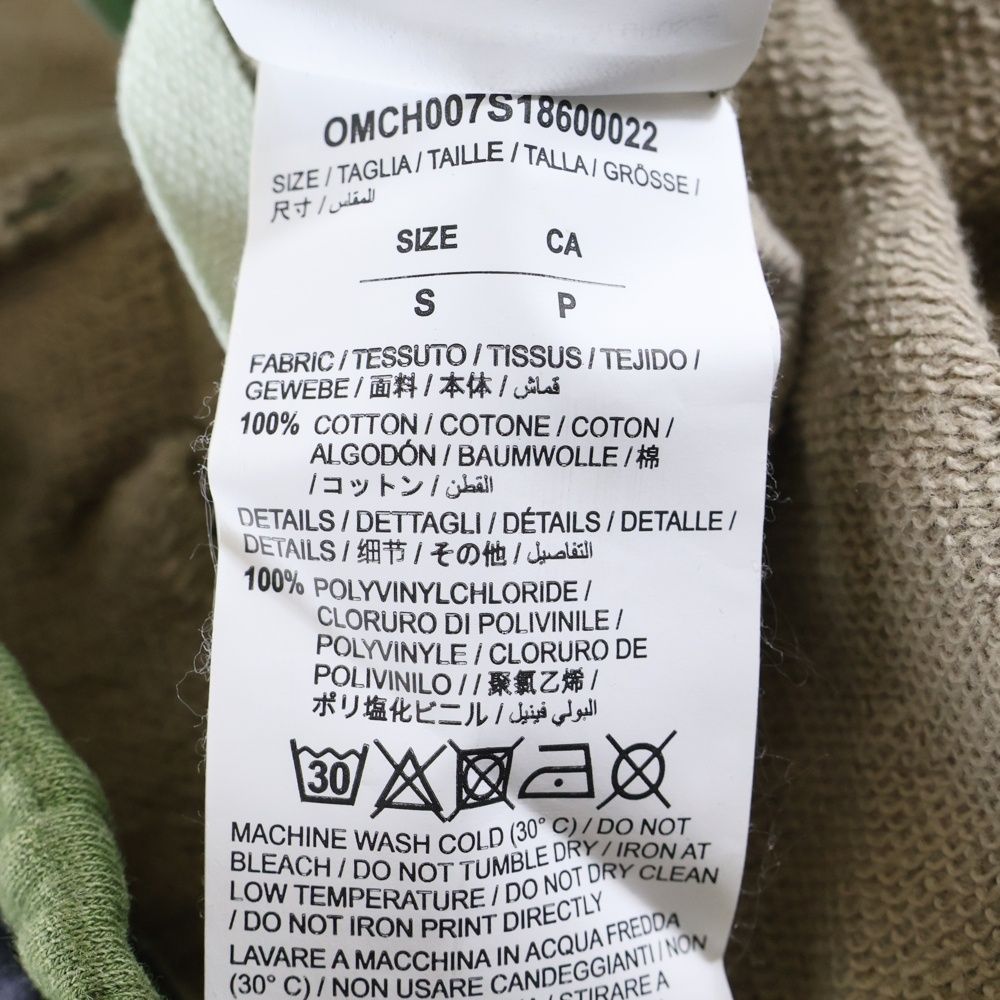 OMCH007S18600022
SIZE / TAGLIA / TAILLE / TALLA / GRÖSSE /
尺寸 / المقاس
SIZE CA
S P
FABRIC / TESSUTO / TISSUS / TEJIDO /
GEWEBE / 面料 / 本体 / قماش
100% COTTON / COTONE / COTON /
ALGODÓN / BAUMWOLLE / 棉
/ コットン / القطن
DETAILS / DETTAGLI / DÉTAILS / DETALLE /
DETAILS / 细节 / その他 / التفاصيل
100% POLYVINYLCHLORIDE /
CLORURO DI POLIVINILE /
POLYVINYLE / CLORURO DE
POLIVINILO / / 聚氯乙烯 /
ポリ塩化ビニル / البولي فينيل
30
MACHINE WASH COLD (30° C) / DO NOT
BLEACH / DO NOT TUMBLE DRY / IRON AT
LOW TEMPERATURE / DO NOT DRY CLEAN
/ DO NOT IRON PRINT DIRECTLY
LAVARE A MACCHINA IN ACQUA FREDDA
(30° C) / NON USARE CANDEGGIANTI / NON
/ STIRARE A